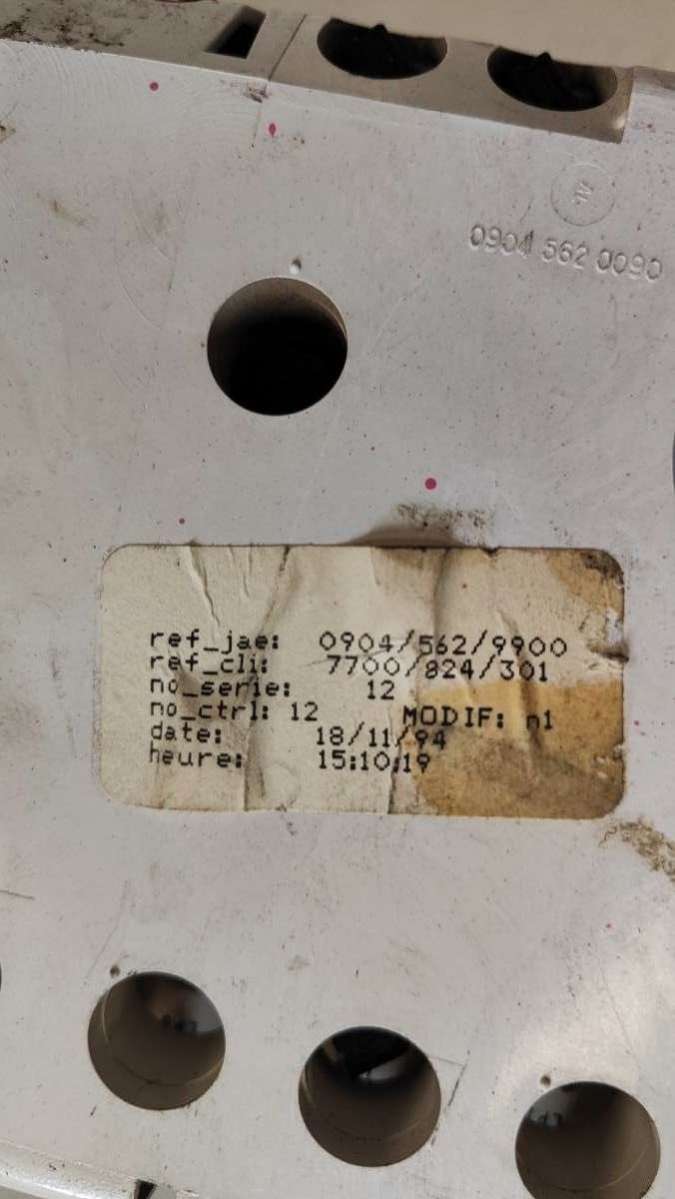 0904 562 0090
ref_jae: 0904/562/9900
ref_cli: 7700/824/301
no_serie: 12
no_ctrl: 12 MODIF: n1
date: 18/11/94
heure: 15:10:19